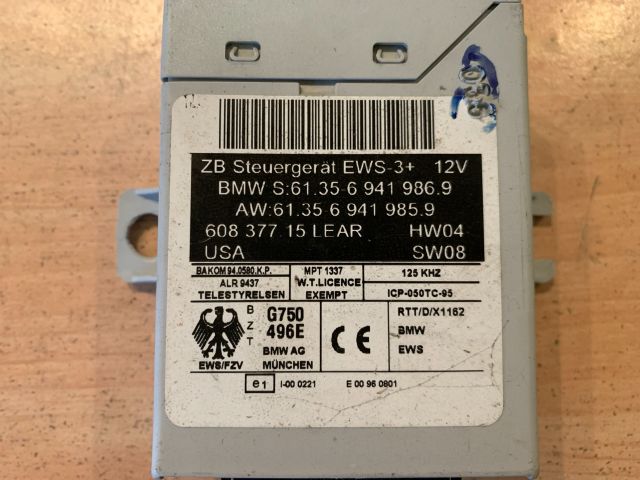 ZB Steuergerät EWS-3+ 12V
BMW S:61.35-6 941 986.9
AW:61.35 6 941 985.9
608 377.15 LEAR HW04
USA SW08
BAKOM 94.0580.K.P. MPT 1337 125 KHZ
ALR 9437 W.T.LICENCE
TELESTYRELSEN EXEMPT ICP-050TC-95
BZT G750 RTT/D/X1162
496E CE BMW
BMW AG EWS
EWS/FZV MÜNCHEN
e1 I-00 0221 E 00 96 0801